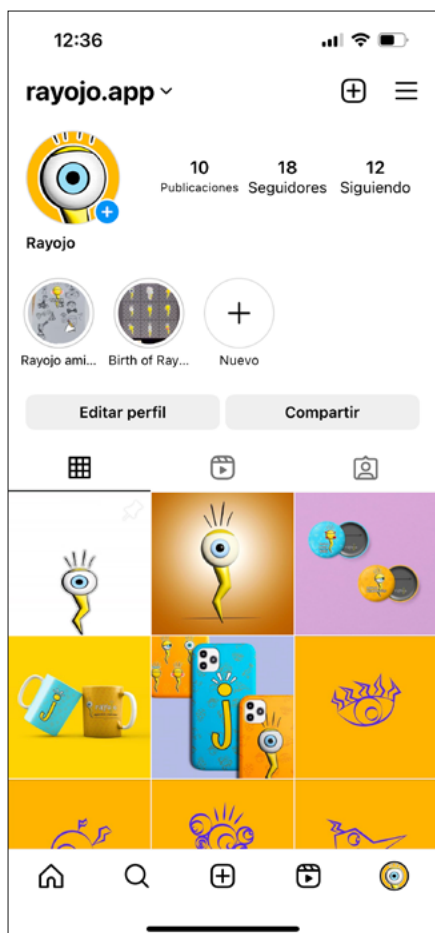 12:36
rayojo.app
10 18 12
Publicaciones Seguidores Siguiendo
Rayojo
Rayojo ami... Birth of Ray... Nuevo
Editar perfil Compartir
j
j